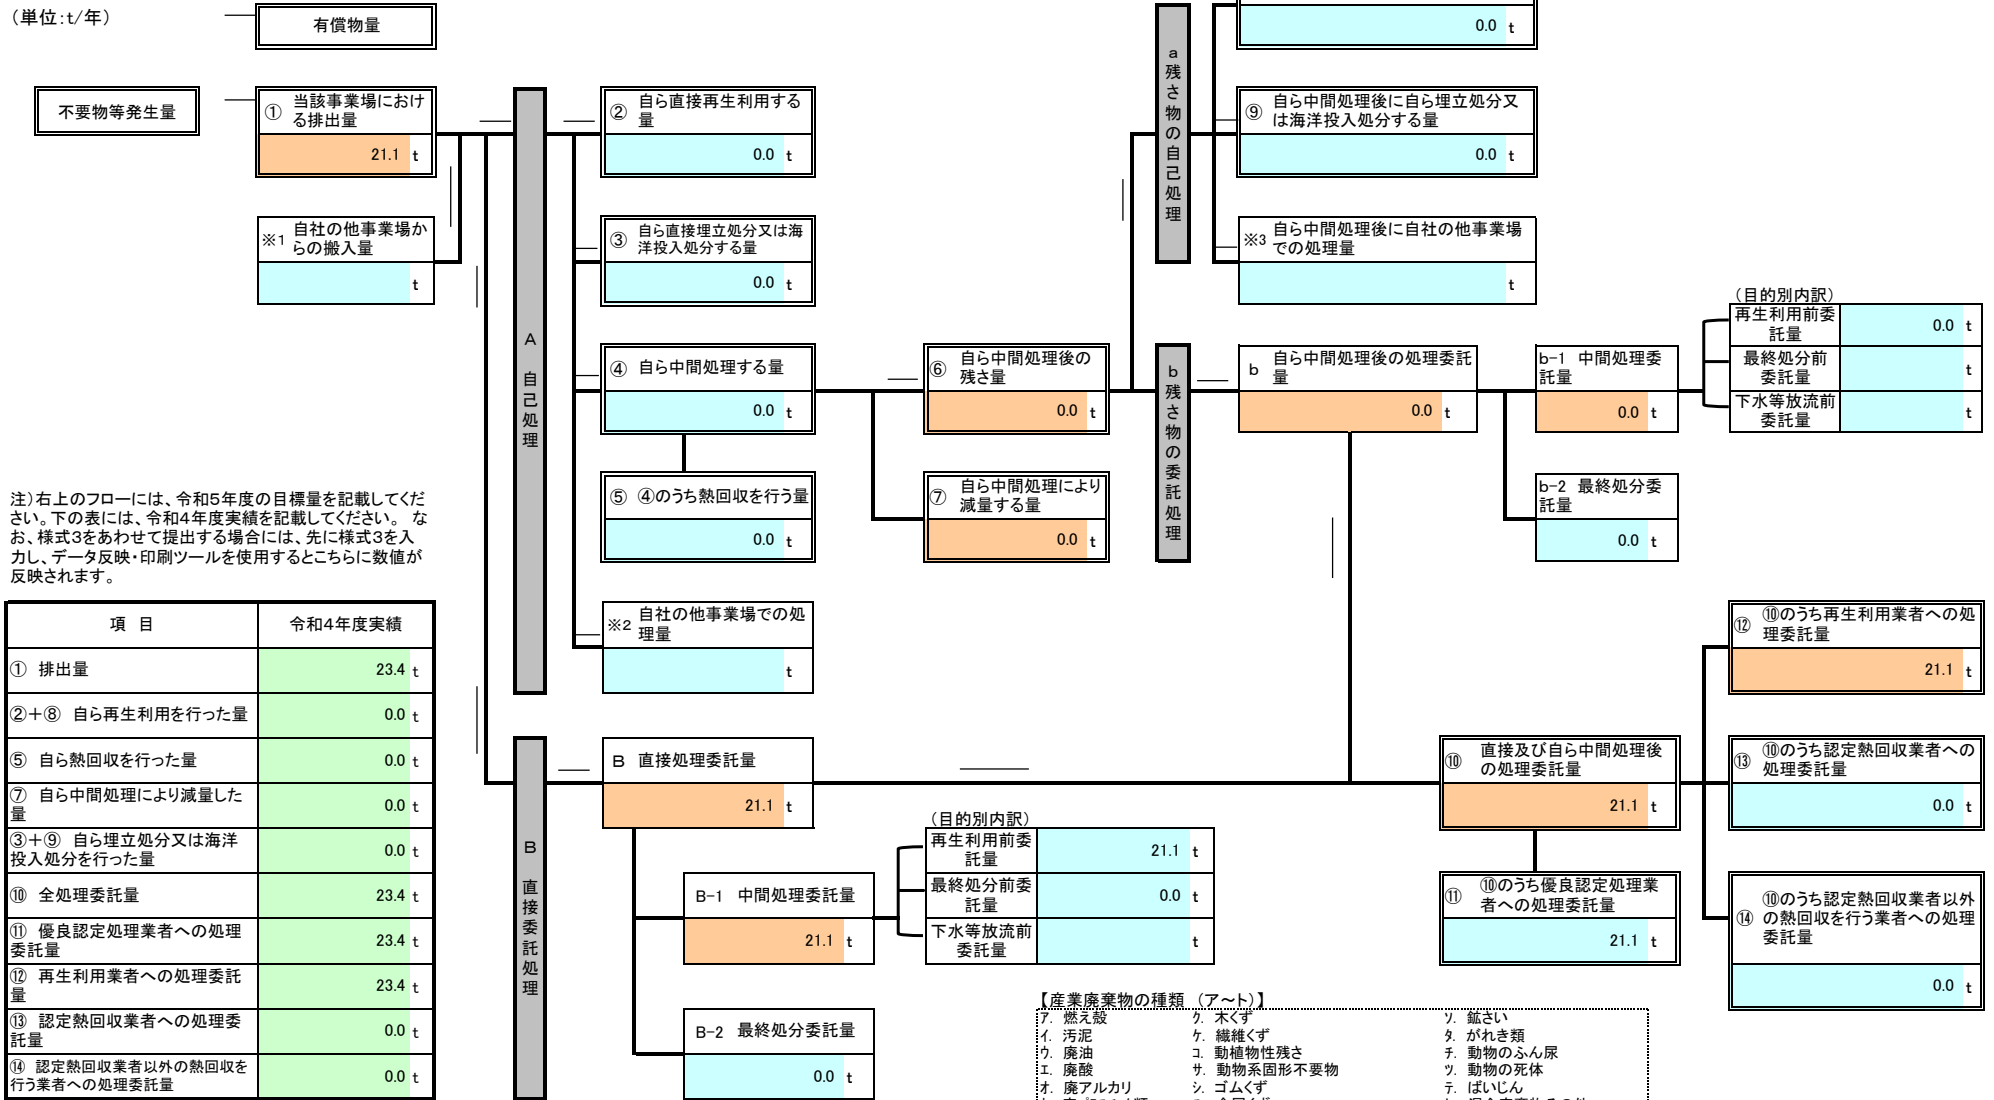 （単位:t/年）
有償物量
不要物等発生量
① 当該事業場におけ
る排出量
21.1 t
※1 自社の他事業場か
らの搬入量
t
A 自己処理
② 自ら直接再生利用する
量
0.0 t
③ 自ら直接埋立処分又は海
洋投入処分する量
0.0 t
④ 自ら中間処理する量
0.0 t
⑤ ④のうち熱回収を行う量
0.0 t
※2 自社の他事業場での処
理量
t
⑥ 自ら中間処理後の
残さ量
0.0 t
⑦ 自ら中間処理により
減量する量
0.0 t
a 残さ物の自己処理
0.0 t
⑨ 自ら中間処理後に自ら埋立処分又
は海洋投入処分する量
0.0 t
※3 自ら中間処理後に自社の他事業場
での処理量
t
b 残さ物の委託処理
b 自ら中間処理後の処理委託
量
0.0 t
b-1 中間処理委
託量
0.0 t
b-2 最終処分委
託量
0.0 t
（目的別内訳）
再生利用前委
託量
0.0 t
最終処分前
委託量
t
下水等放流前
委託量
t
注）右上のフローには、令和5年度の目標量を記載してくだ
さい。下の表には、令和4年度実績を記載してください。 な
お、様式3をあわせて提出する場合には、先に様式3を入
力し、データ反映・印刷ツールを使用するとこちらに数値が
反映されます。
項 目 令和4年度実績
① 排出量 23.4 t
②＋⑧ 自ら再生利用を行った量 0.0 t
⑤ 自ら熱回収を行った量 0.0 t
⑦ 自ら中間処理により減量した
量 0.0 t
③＋⑨ 自ら埋立処分又は海洋
投入処分を行った量 0.0 t
⑩ 全処理委託量 23.4 t
⑪ 優良認定処理業者への処理
委託量 23.4 t
⑫ 再生利用業者への処理委託
量 23.4 t
⑬ 認定熱回収業者への処理委
託量 0.0 t
⑭ 認定熱回収業者以外の熱回収を
行う業者への処理委託量 0.0 t
B 直接委託処理
B 直接処理委託量
21.1 t
B-1 中間処理委託量
21.1 t
B-2 最終処分委託量
0.0 t
（目的別内訳）
再生利用前委
託量
21.1 t
最終処分前委
託量
0.0 t
下水等放流前
委託量
t
⑩ 直接及び自ら中間処理後
の処理委託量
21.1 t
⑪ ⑩のうち優良認定処理業
者への処理委託量
21.1 t
⑫ ⑩のうち再生利用業者への処
理委託量
21.1 t
⑬ ⑩のうち認定熱回収業者への
処理委託量
0.0 t
⑭ ⑩のうち認定熱回収業者以外
の熱回収を行う業者への処理
委託量
0.0 t
【産業廃棄物の種類 （ア～ト）】
ア. 燃え殻 ク. 木くず ソ. 鉱さい
イ. 汚泥 ケ. 繊維くず タ. がれき類
ウ. 廃油 コ. 動植物性残さ チ. 動物のふん尿
エ. 廃酸 サ. 動物系固形不要物 ツ. 動物の死体
オ. 廃アルカリ シ. ゴムくず テ. ばいじん